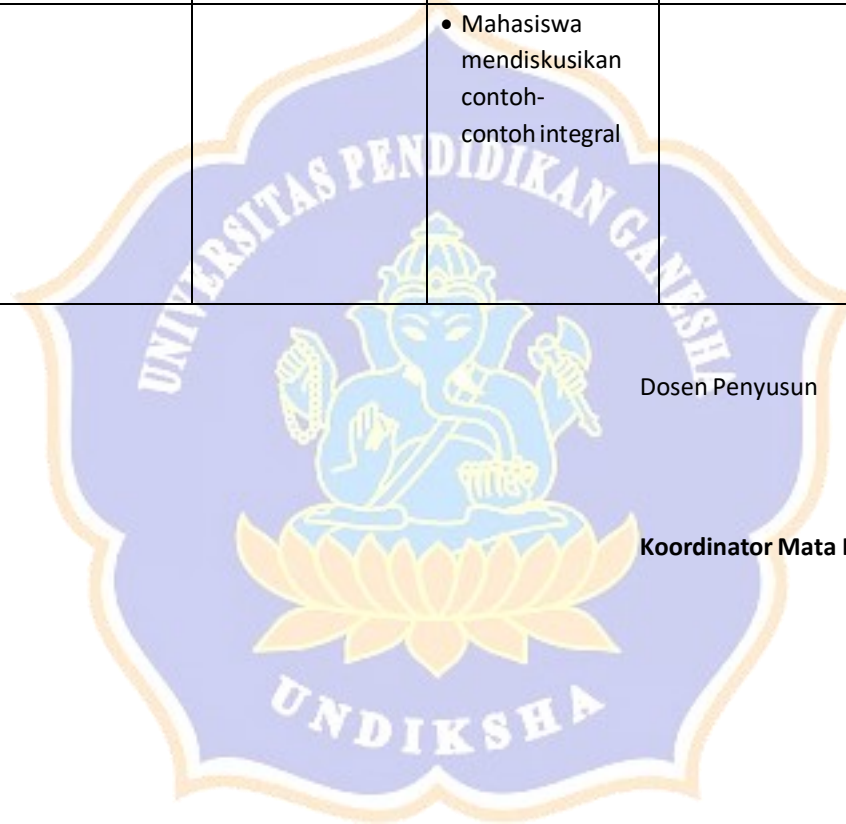 • Mahasiswa
mendiskusikan
contoh-
contoh integral
UNIVERSITAS PENDIDIKAN GANESHA
Dosen Penyusun
Koordinator Mata
UNDIKSHA